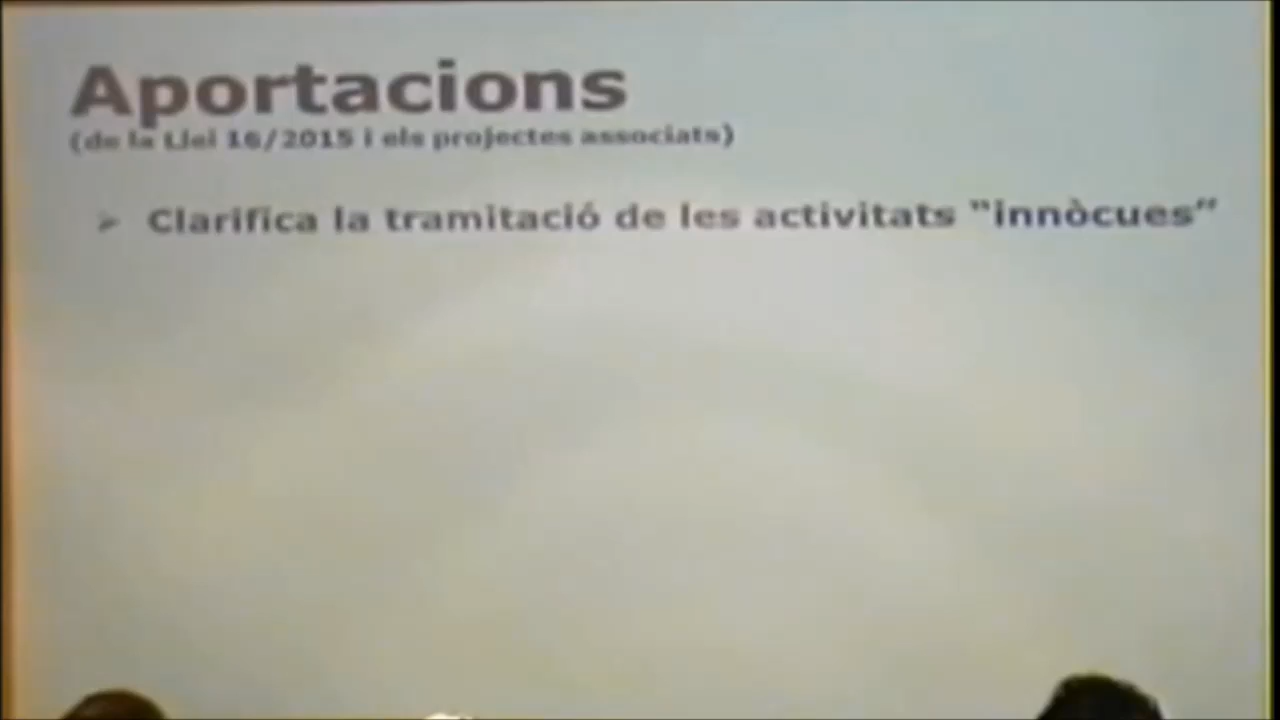 Aportacions
(de la Llei 16/2015 i els projectes associats)
➢ Clarifica la tramitació de les activitats "innòcues"